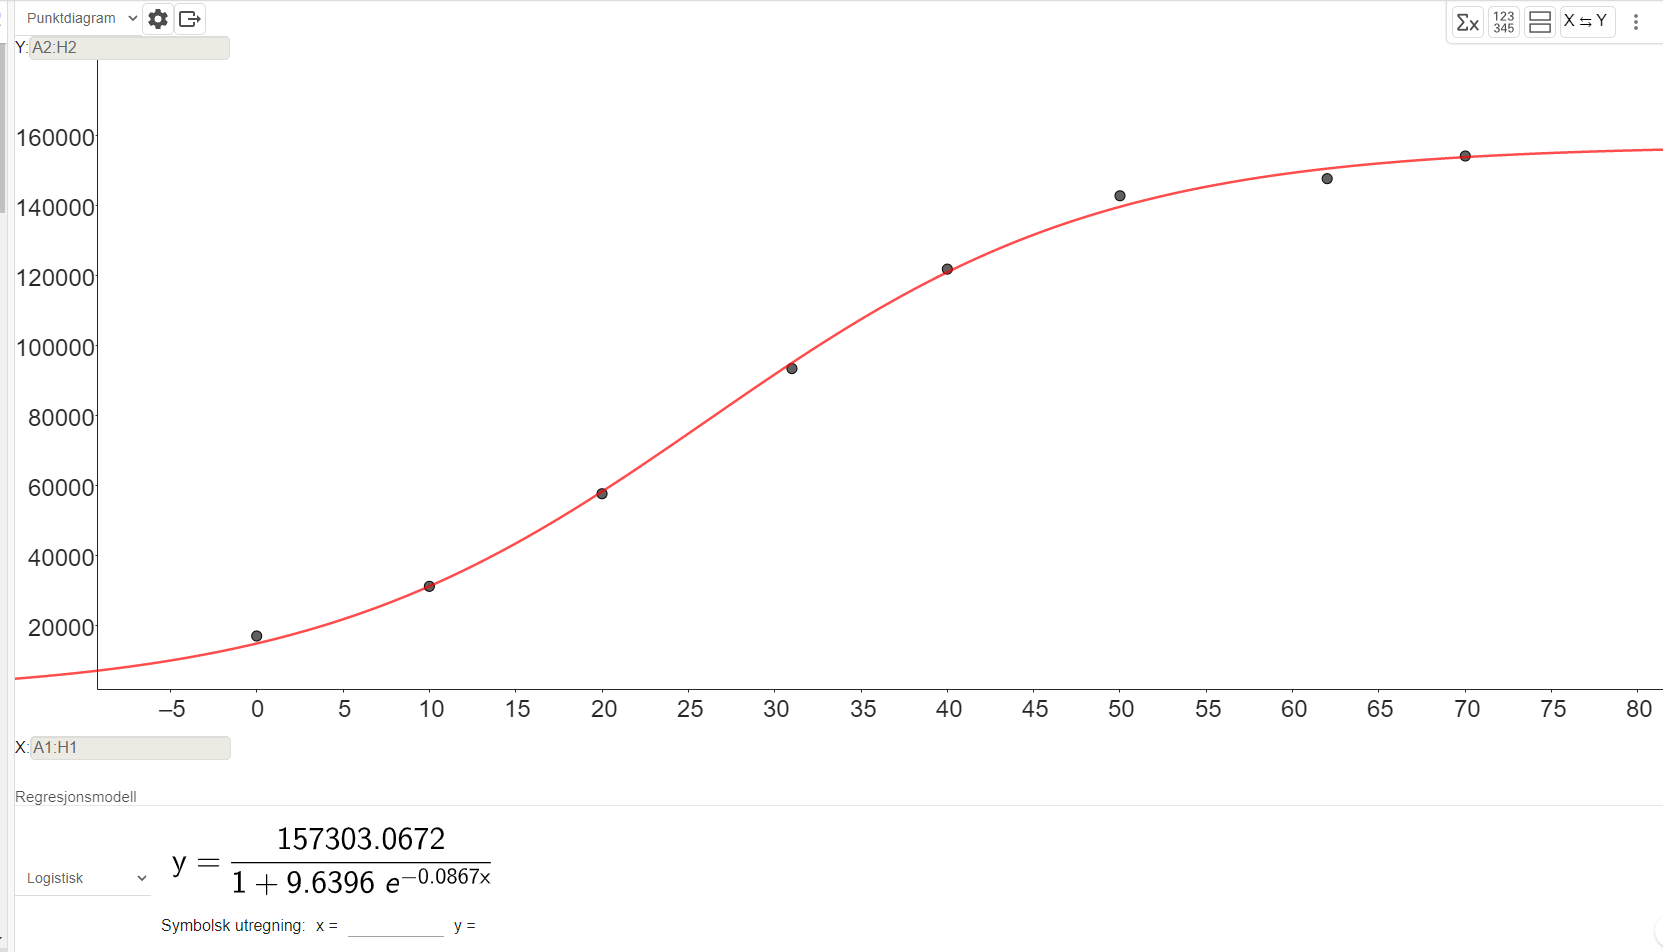 Punktdiagram
Σx
123
345
X ⇆ Y
Y: A2:H2
160000
140000
120000
100000
80000
60000
40000
20000
–5 0 5 10 15 20 25 30 35 40 45 50 55 60 65 70 75 80
X: A1:H1
Regresjonsmodell
Logistisk
y = 157303.0672 / (1 + 9.6396 e^(−0.0867x))
Symbolsk utregning: x = y =